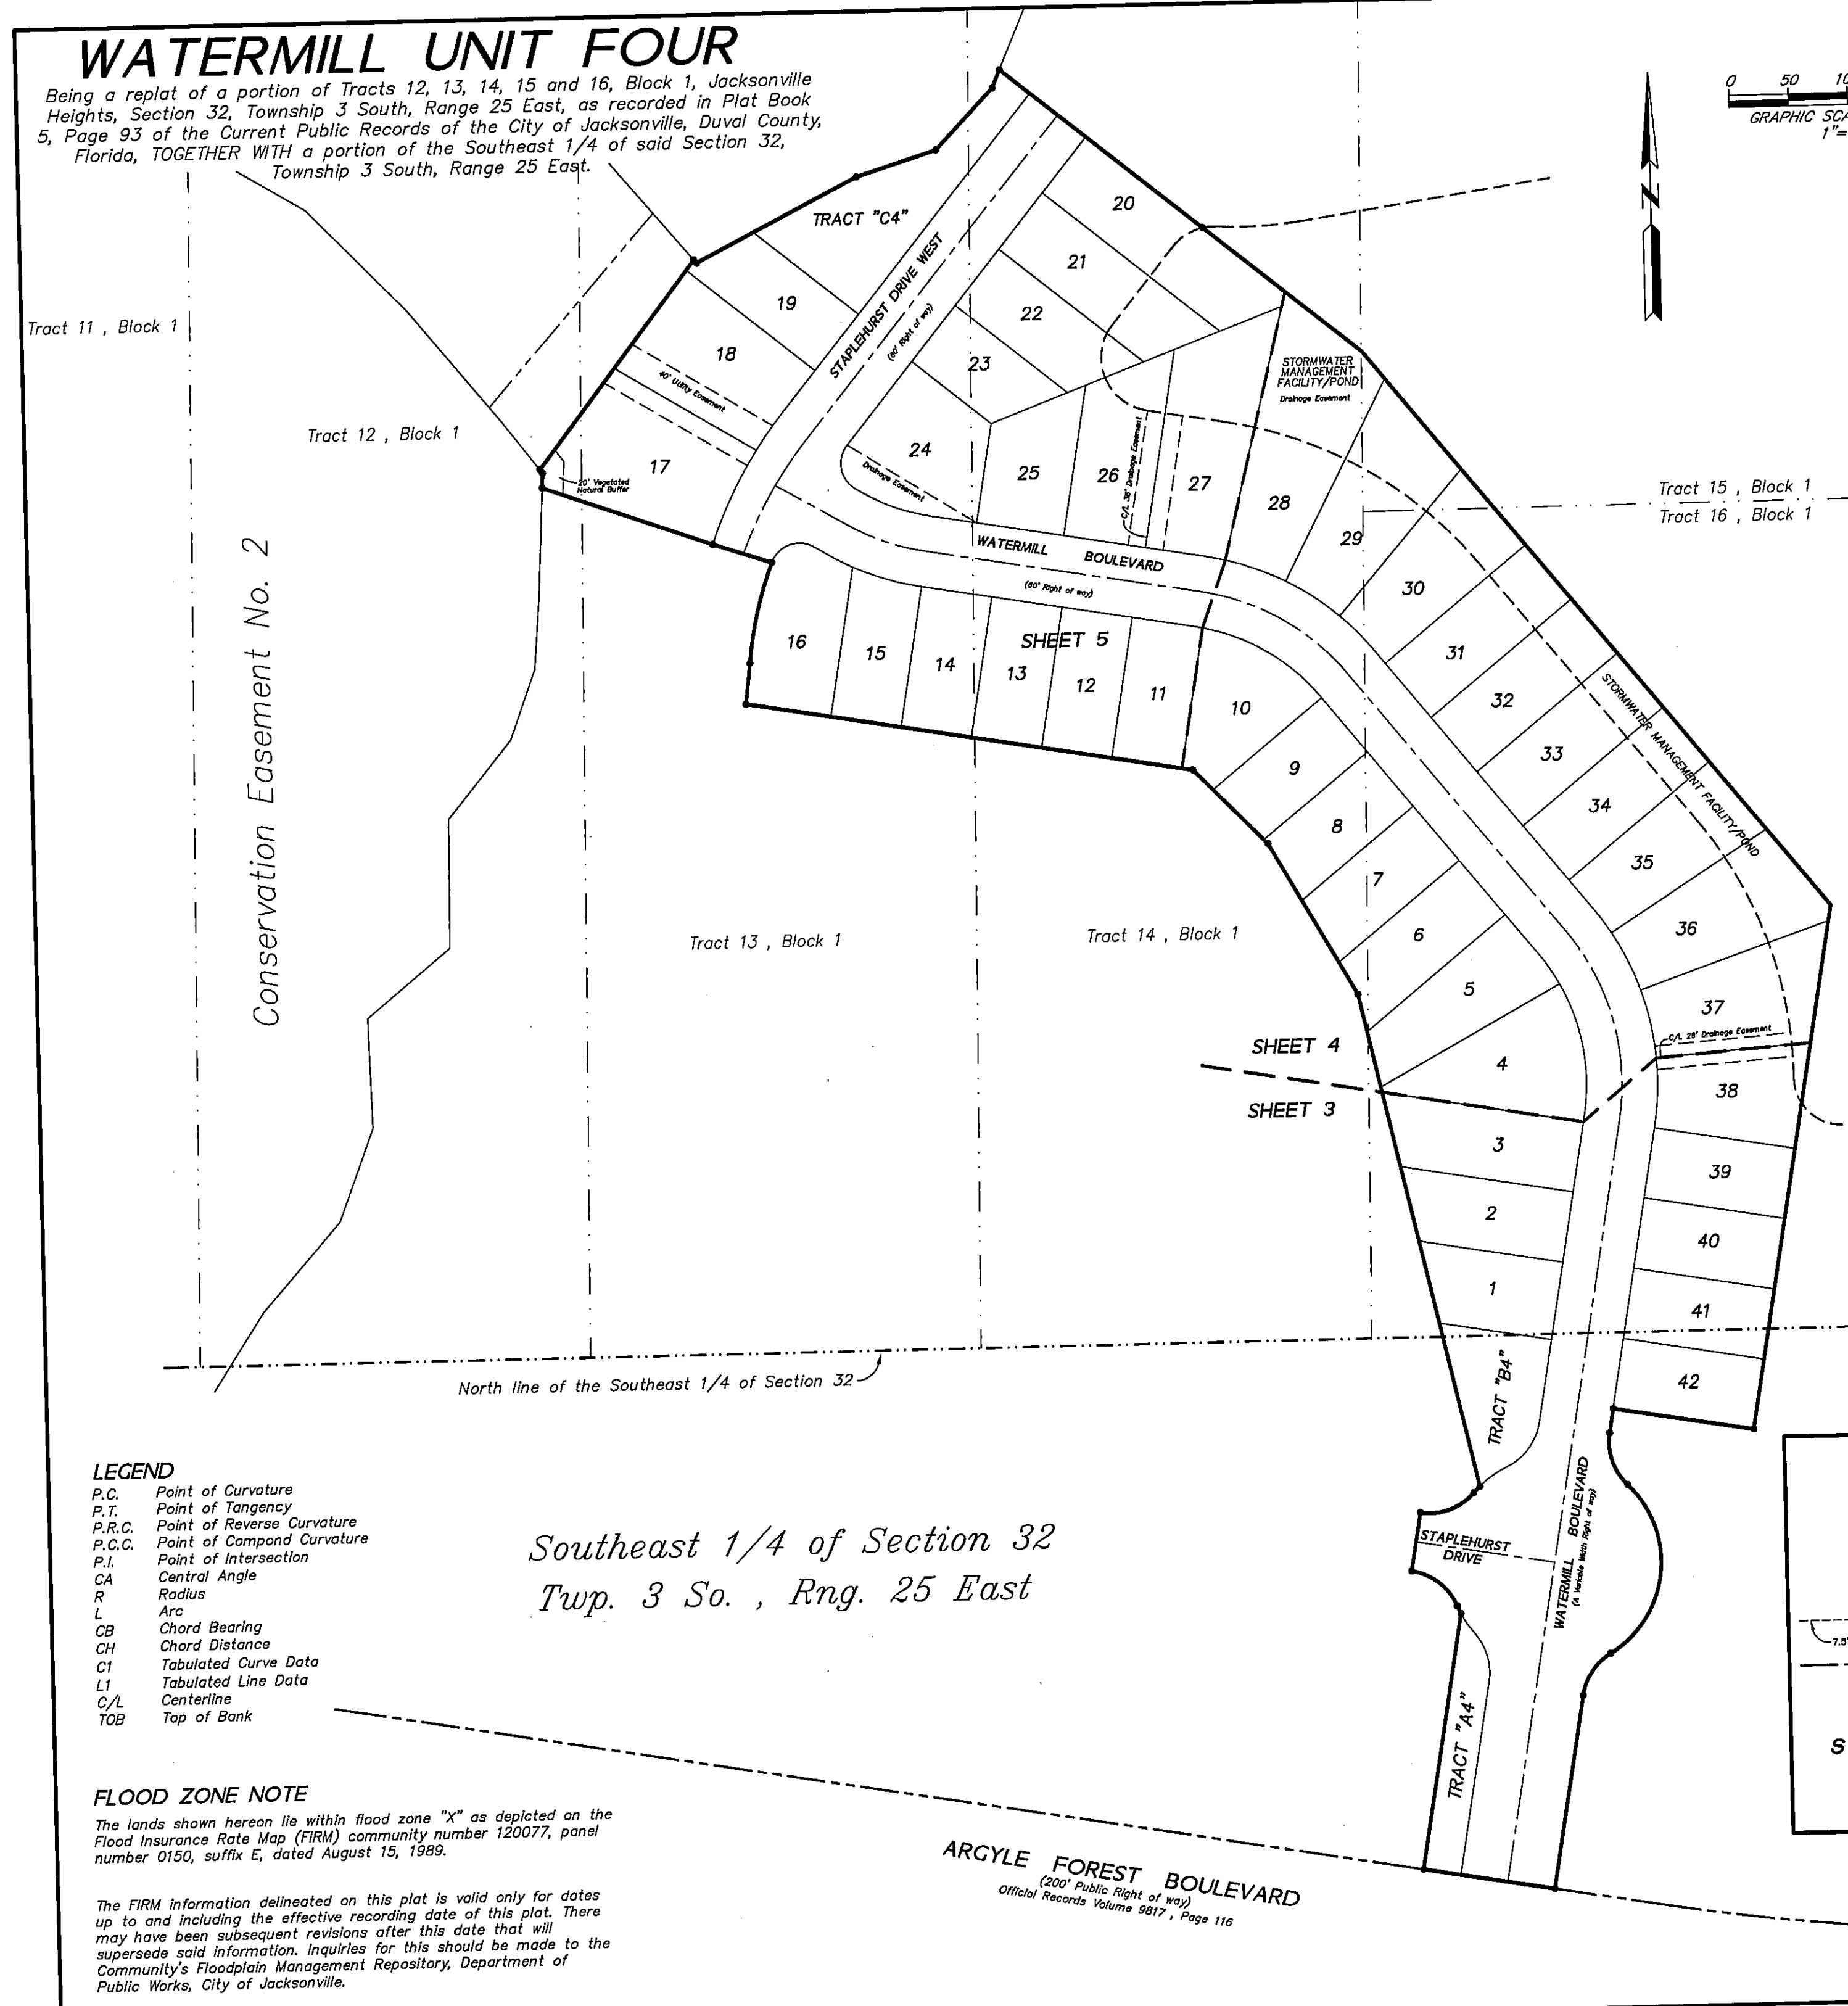 WATERMILL UNIT FOUR
Being a replat of a portion of Tracts 12, 13, 14, 15 and 16, Block 1, Jacksonville
Heights, Section 32, Township 3 South, Range 25 East, as recorded in Plat Book
5, Page 93 of the Current Public Records of the City of Jacksonville, Duval County,
Florida, TOGETHER WITH a portion of the Southeast 1/4 of said Section 32,
Township 3 South, Range 25 East.
0 50
GRAPHIC
1"=
N
TRACT "C4"
20
21
19
22
18
23
STAPLEHURST DRIVE WEST
(60' Right of way)
40' Utility Easement
Tract 11 , Block 1
Tract 12 , Block 1
STORMWATER
MANAGEMENT
FACILITY/POND
Drainage Easement
17
20' Vegetated
Natural Buffer
24
Drainage Easement
25
26
C/L 36' Drainage Easement
27
28
29
Tract 15 , Block 1
Tract 16 , Block 1
WATERMILL BOULEVARD
(60' Right of way)
30
SHEET 5
16
15
14
13
12
11
10
31
32
33
34
35
36
37
STORMWATER MANAGEMENT FACILITY/POND
9
8
7
6
5
4
Conservation Easement No. 2
Tract 13 , Block 1
Tract 14 , Block 1
C/L 28' Drainage Easement
SHEET 4
SHEET 3
38
3
39
2
40
1
41
42
North line of the Southeast 1/4 of Section 32
TRACT "B4"
LEGEND
P.C. Point of Curvature
P.T. Point of Tangency
P.R.C. Point of Reverse Curvature
P.C.C. Point of Compond Curvature
P.I. Point of Intersection
CA Central Angle
R Radius
L Arc
CB Chord Bearing
CH Chord Distance
C1 Tabulated Curve Data
L1 Tabulated Line Data
C/L Centerline
TOB Top of Bank
Southeast 1/4 of Section 32
Twp. 3 So. , Rng. 25 East
STAPLEHURST
DRIVE
WATERMILL BOULEVARD
(A Variable Width Right of way)
7.5'
TRACT "A4"
S
FLOOD ZONE NOTE
The lands shown hereon lie within flood zone "X" as depicted on the
Flood Insurance Rate Map (FIRM) community number 120077, panel
number 0150, suffix E, dated August 15, 1989.
The FIRM information delineated on this plat is valid only for dates
up to and including the effective recording date of this plat. There
may have been subsequent revisions after this date that will
supersede said information. Inquiries for this should be made to the
Community's Floodplain Management Repository, Department of
Public Works, City of Jacksonville.
ARGYLE FOREST BOULEVARD
(200' Public Right of way)
Official Records Volume 9817 , Page 116